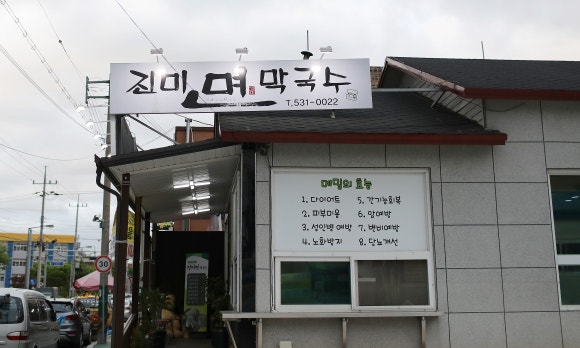 진미 면 막국수
T.531-0022
메밀의 효능
1. 다이어트
2. 피부미용
3. 성인병 예방
4. 노화방지
5. 간기능회복
6. 암예방
7. 변비예방
8. 당뇨개선
30